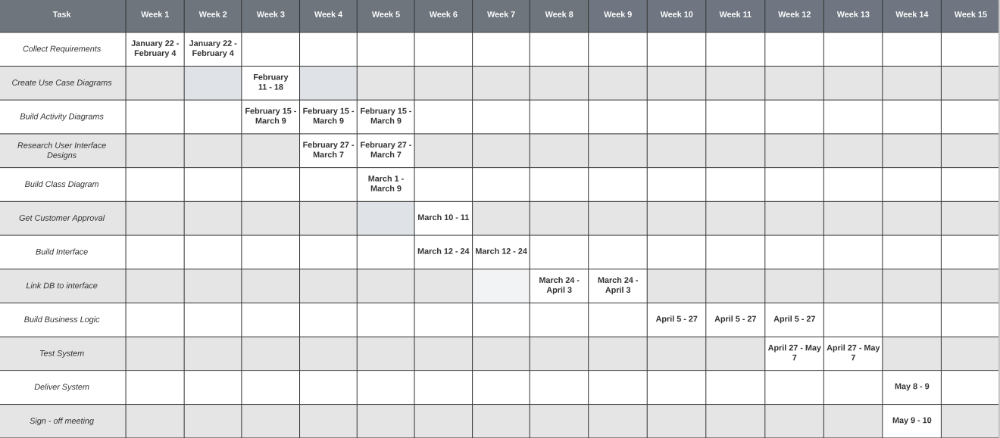 Task Week 1 Week 2 Week 3 Week 4 Week 5 Week 6 Week 7 Week 8 Week 9 Week 10 Week 11 Week 12 Week 13 Week 14 Week 15
Collect Requirements
January 22 -
February 4
January 22 -
February 4
Create Use Case Diagrams
February
11 - 18
Build Activity Diagrams
February 15 -
March 9
February 15 -
March 9
February 15 -
March 9
Research User Interface
Designs
February 27 -
March 7
February 27 -
March 7
Build Class Diagram
March 1 -
March 9
Get Customer Approval
March 10 - 11
Build Interface
March 12 - 24
March 12 - 24
Link DB to interface
March 24 -
April 3
March 24 -
April 3
Build Business Logic
April 5 - 27
April 5 - 27
April 5 - 27
Test System
April 27 - May
7
April 27 - May
7
Deliver System
May 8 - 9
Sign - off meeting
May 9 - 10